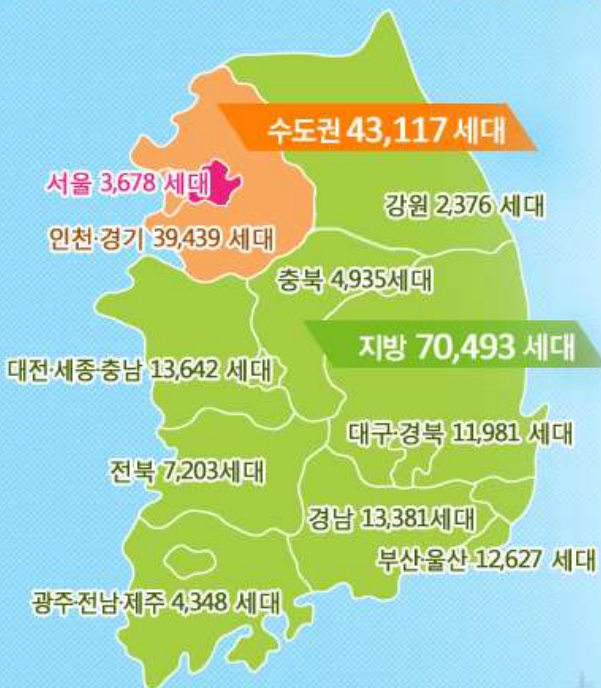 수도권 43,117 세대
서울 3,678 세대
강원 2,376 세대
인천·경기 39,439 세대
충북 4,935세대
지방 70,493 세대
대전·세종·충남 13,642 세대
대구·경북 11,981 세대
전북 7,203세대
경남 13,381세대
부산·울산 12,627 세대
광주·전남·제주 4,348 세대